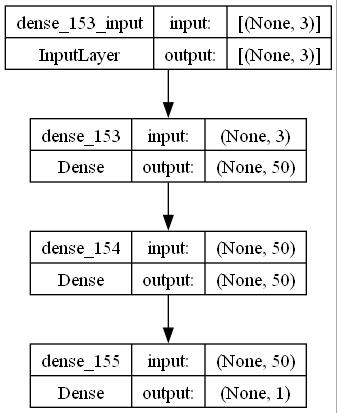 dense_153_input input: [(None, 3)]
InputLayer output: [(None, 3)]
dense_153 input: (None, 3)
Dense output: (None, 50)
dense_154 input: (None, 50)
Dense output: (None, 50)
dense_155 input: (None, 50)
Dense output: (None, 1)